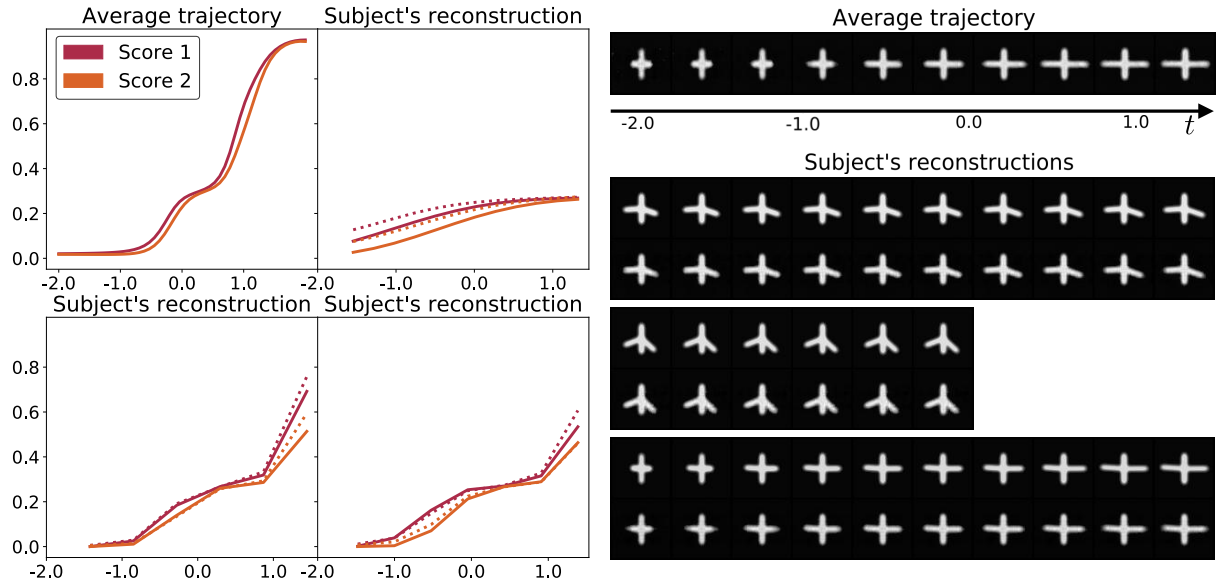 Average trajectory
Subject's reconstruction
Score 1
Score 2
0.8
0.6
0.4
0.2
0.0
-2.0 -1.0 0.0 1.0 -2.0 -1.0 0.0 1.0
Subject's reconstruction
Subject's reconstruction
0.8
0.6
0.4
0.2
0.0
-2.0 -1.0 0.0 1.0 -2.0 -1.0 0.0 1.0
Average trajectory
-2.0 -1.0 0.0 1.0 t
Subject's reconstructions